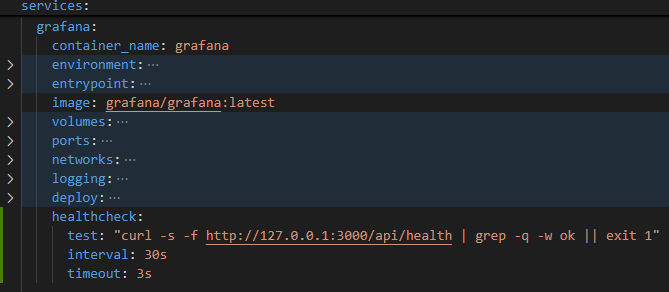 services:
grafana:
container_name: grafana
environment: ···
entrypoint: ···
image: grafana/grafana:latest
volumes: ···
ports: ···
networks: ···
logging: ···
deploy: ···
healthcheck:
test: "curl -s -f http://127.0.0.1:3000/api/health | grep -q -w ok || exit 1"
interval: 30s
timeout: 3s